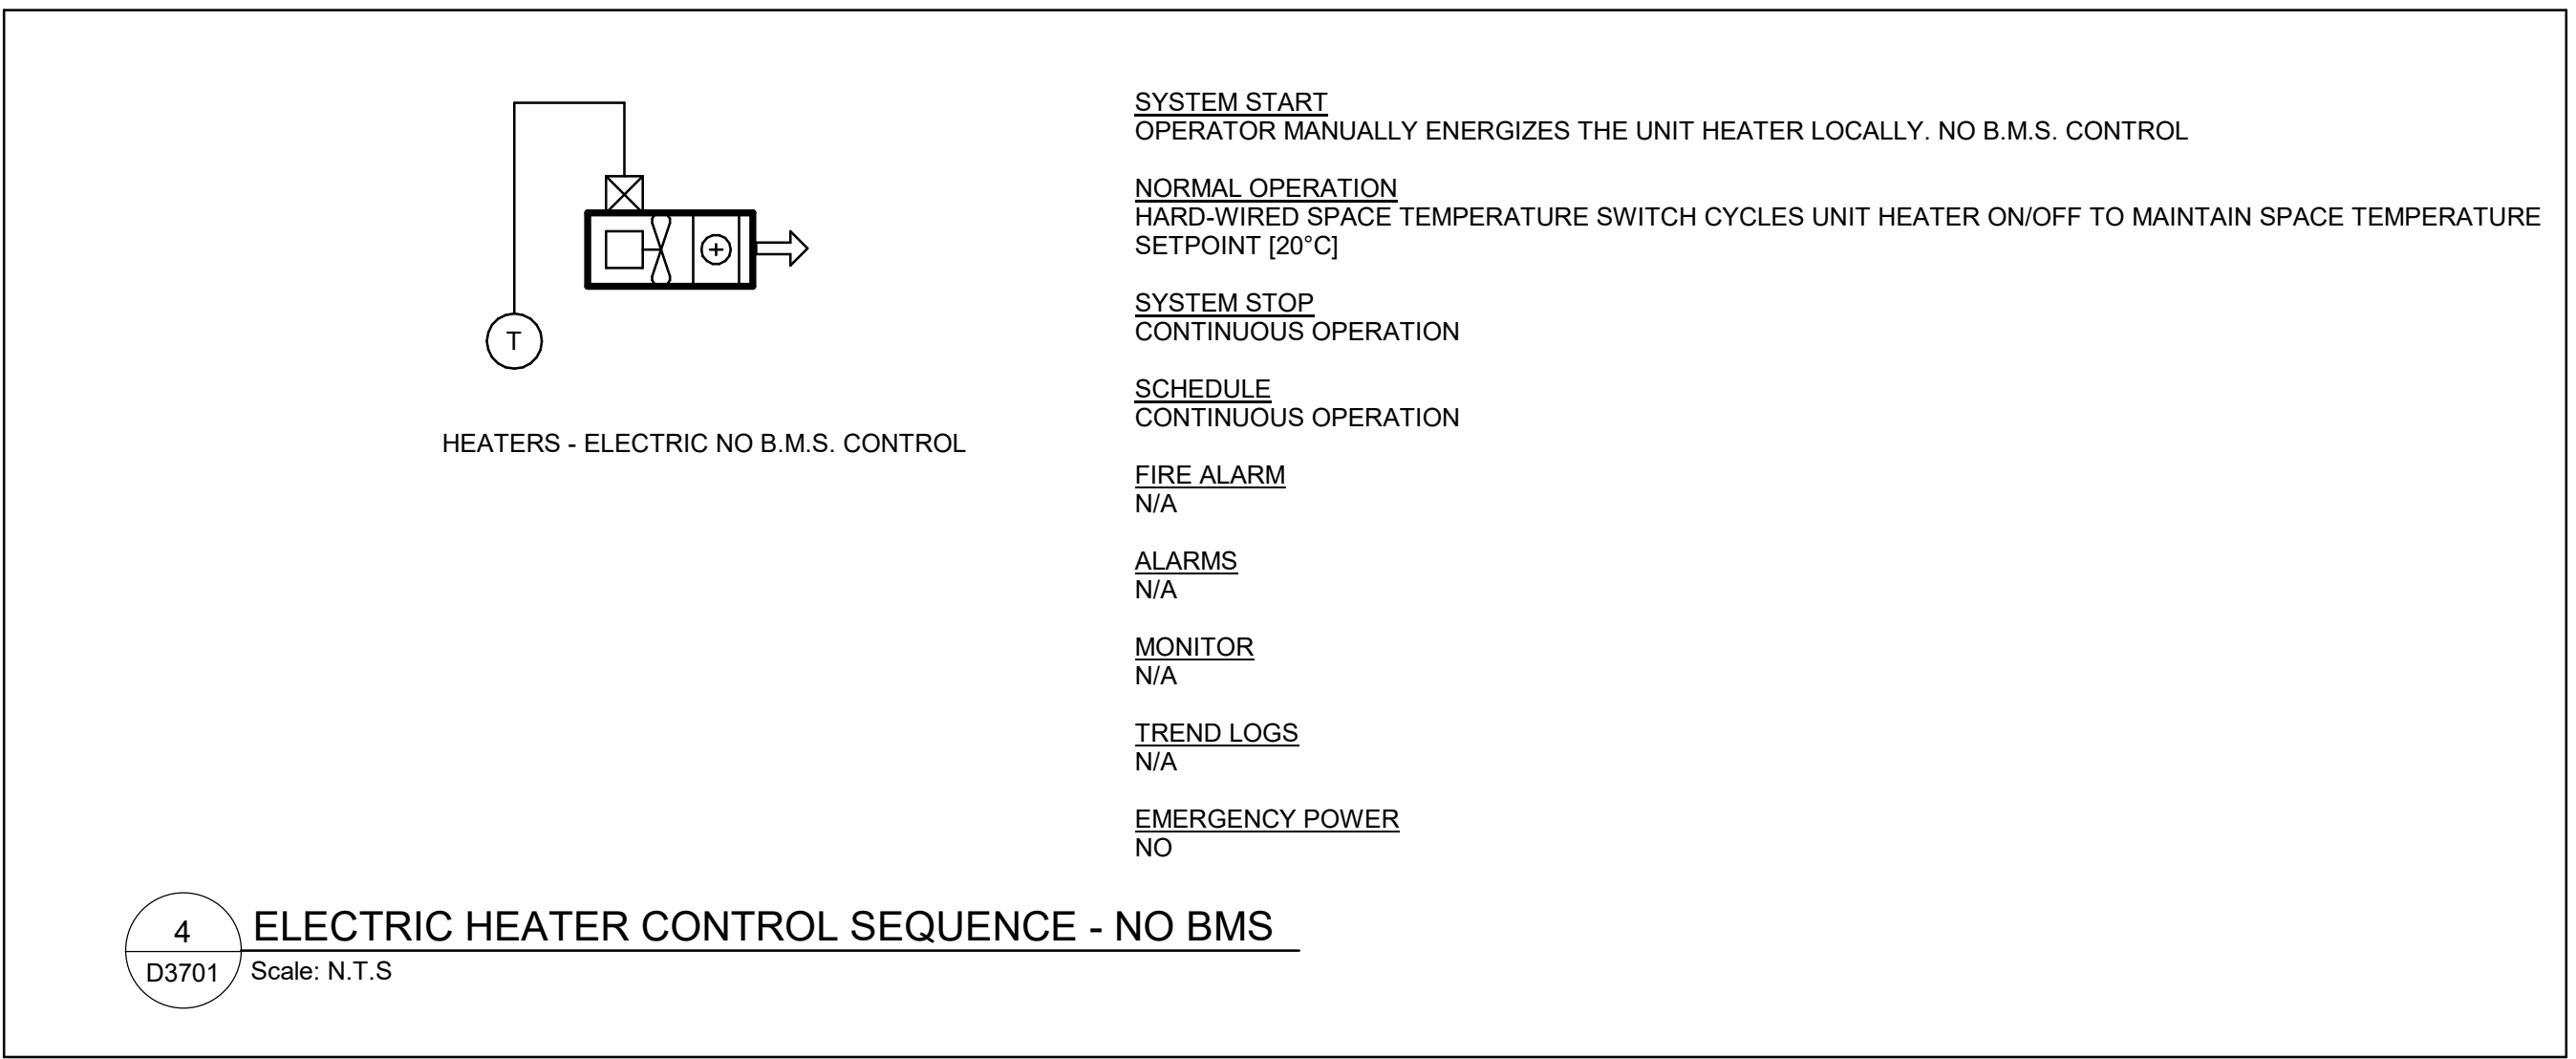 SYSTEM START
OPERATOR MANUALLY ENERGIZES THE UNIT HEATER LOCALLY. NO B.M.S. CONTROL
NORMAL OPERATION
HARD-WIRED SPACE TEMPERATURE SWITCH CYCLES UNIT HEATER ON/OFF TO MAINTAIN SPACE TEMPERATURE
SETPOINT [20°C]
SYSTEM STOP
CONTINUOUS OPERATION
SCHEDULE
CONTINUOUS OPERATION
FIRE ALARM
N/A
ALARMS
N/A
MONITOR
N/A
TREND LOGS
N/A
EMERGENCY POWER
NO
T
HEATERS - ELECTRIC NO B.M.S. CONTROL
4
D3701
ELECTRIC HEATER CONTROL SEQUENCE - NO BMS
Scale: N.T.S